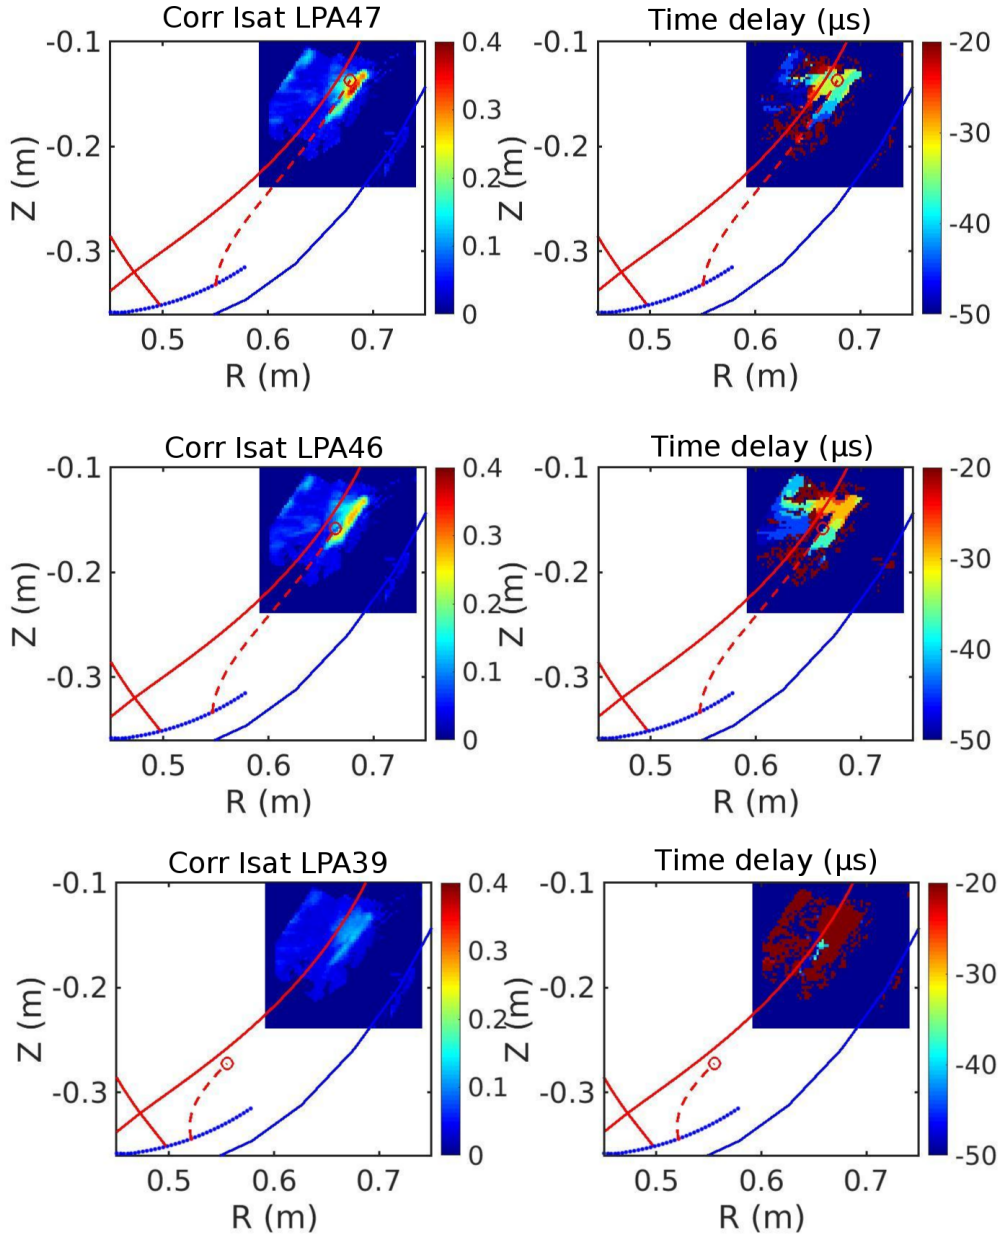 Corr Isat LPA47 Time delay (μs)
-0.1 0.4 -0.1 -20
0.3 -30
-0.2 -0.2
0.2
-0.3 0.1 -0.3 -40
0 -50
Z (m) Z (m)
0.5 0.6 0.7 0.5 0.6 0.7
R (m) R (m)
Corr Isat LPA46 Time delay (μs)
-0.1 0.4 -0.1 -20
0.3 -30
-0.2 -0.2
0.2
-0.3 0.1 -0.3 -40
0 -50
Z (m) Z (m)
0.5 0.6 0.7 0.5 0.6 0.7
R (m) R (m)
Corr Isat LPA39 Time delay (μs)
-0.1 0.4 -0.1 -20
0.3 -30
-0.2 -0.2
0.2
-0.3 0.1 -0.3 -40
0 -50
Z (m) Z (m)
0.5 0.6 0.7 0.5 0.6 0.7
R (m) R (m)